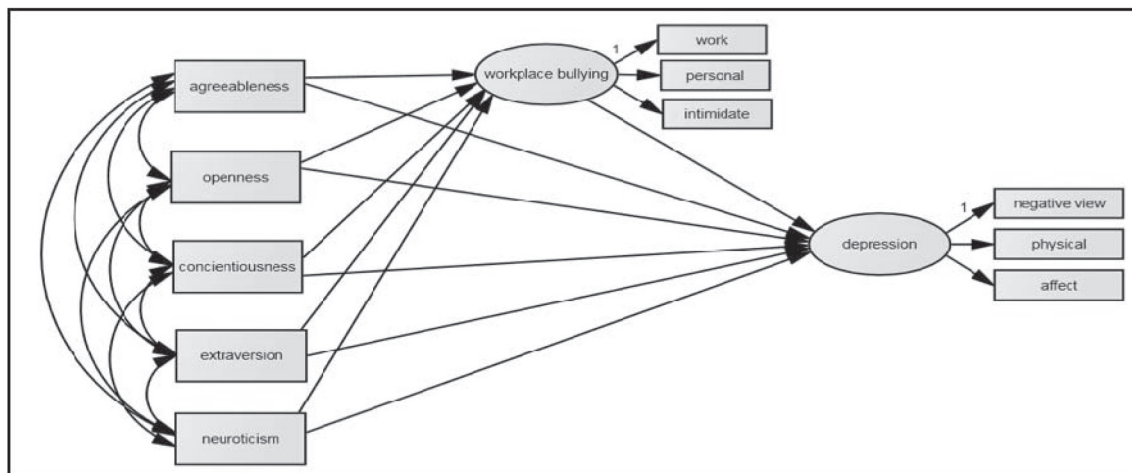 agreeableness
openness
concientiousness
extraversion
neuroticism
workplace bullying
1
work
personal
intimidate
depression
1
negative view
physical
affect